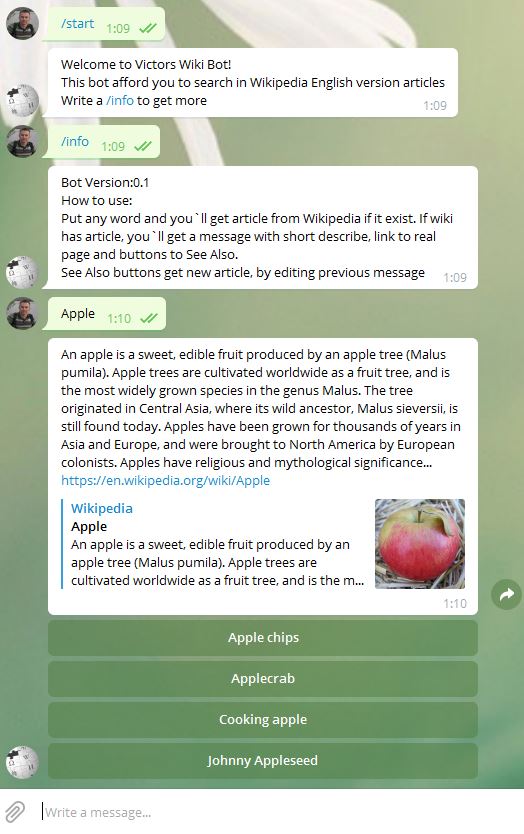 /start
1:09
Welcome to Victors Wiki Bot!
This bot afford you to search in Wikipedia English version articles
Write a /info to get more
1:09
/info
1:09
Bot Version:0.1
How to use:
Put any word and you`ll get article from Wikipedia if it exist. If wiki
has article, you`ll get a message with short describe, link to real
page and buttons to See Also.
See Also buttons get new article, by editing previous message
1:09
Apple
1:10
An apple is a sweet, edible fruit produced by an apple tree (Malus
pumila). Apple trees are cultivated worldwide as a fruit tree, and is
the most widely grown species in the genus Malus. The tree
originated in Central Asia, where its wild ancestor, Malus sieversii, is
still found today. Apples have been grown for thousands of years in
Asia and Europe, and were brought to North America by European
colonists. Apples have religious and mythological significance...
https://en.wikipedia.org/wiki/Apple
Wikipedia
Apple
An apple is a sweet, edible fruit produced by an
apple tree (Malus pumila). Apple trees are
cultivated worldwide as a fruit tree, and is the m...
1:10
Apple chips
Applecrab
Cooking apple
Johnny Appleseed
Write a message...